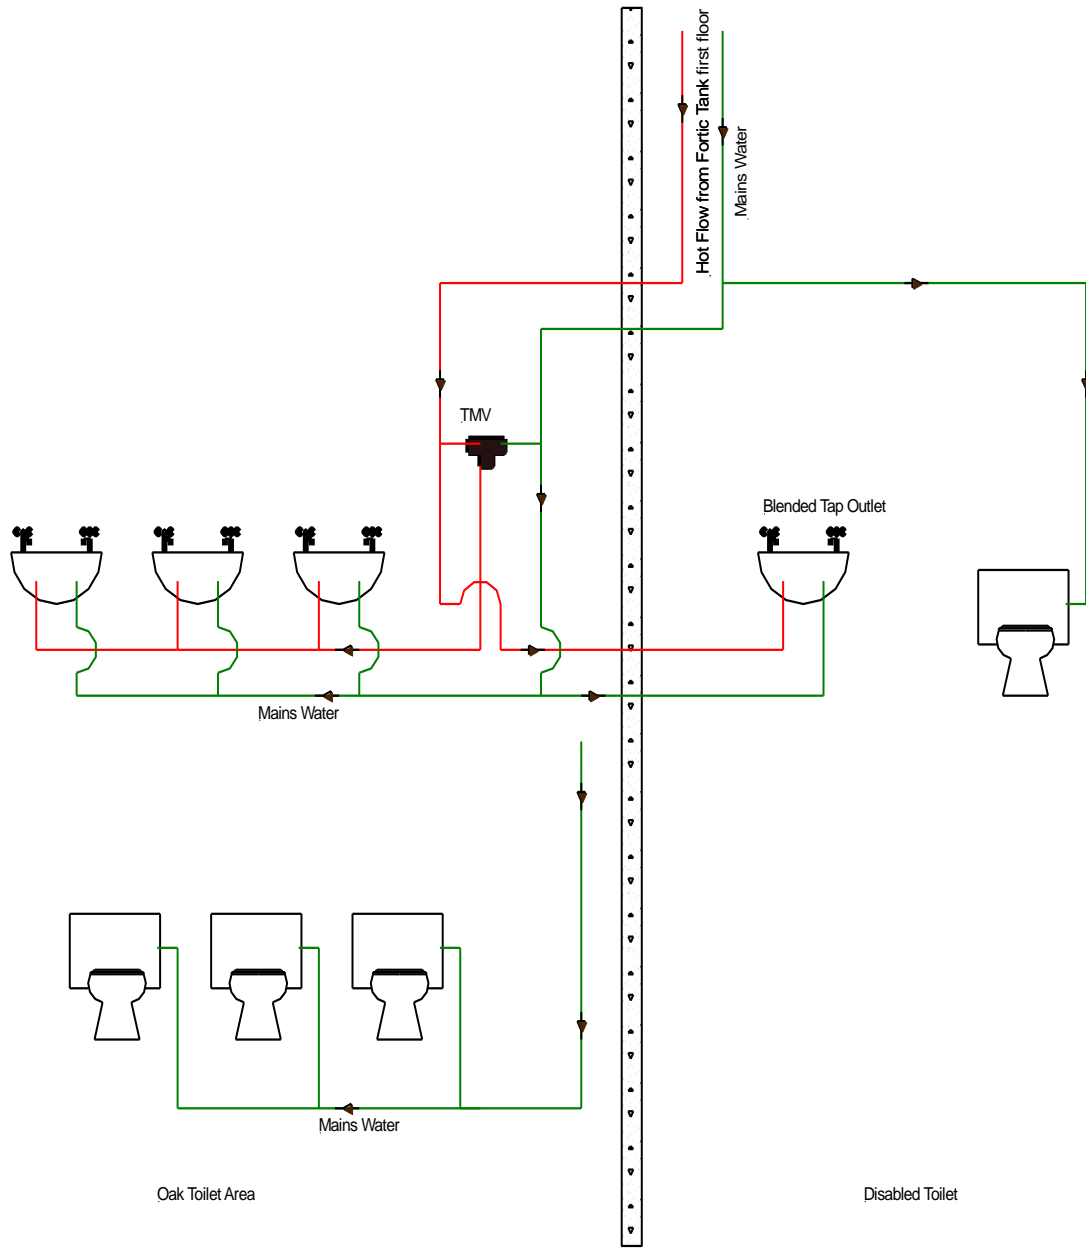 Hot Flow from Fortic Tank first floor
Mains Water
TMV
Blended Tap Outlet
Mains Water
Mains Water
Oak Toilet Area
Disabled Toilet